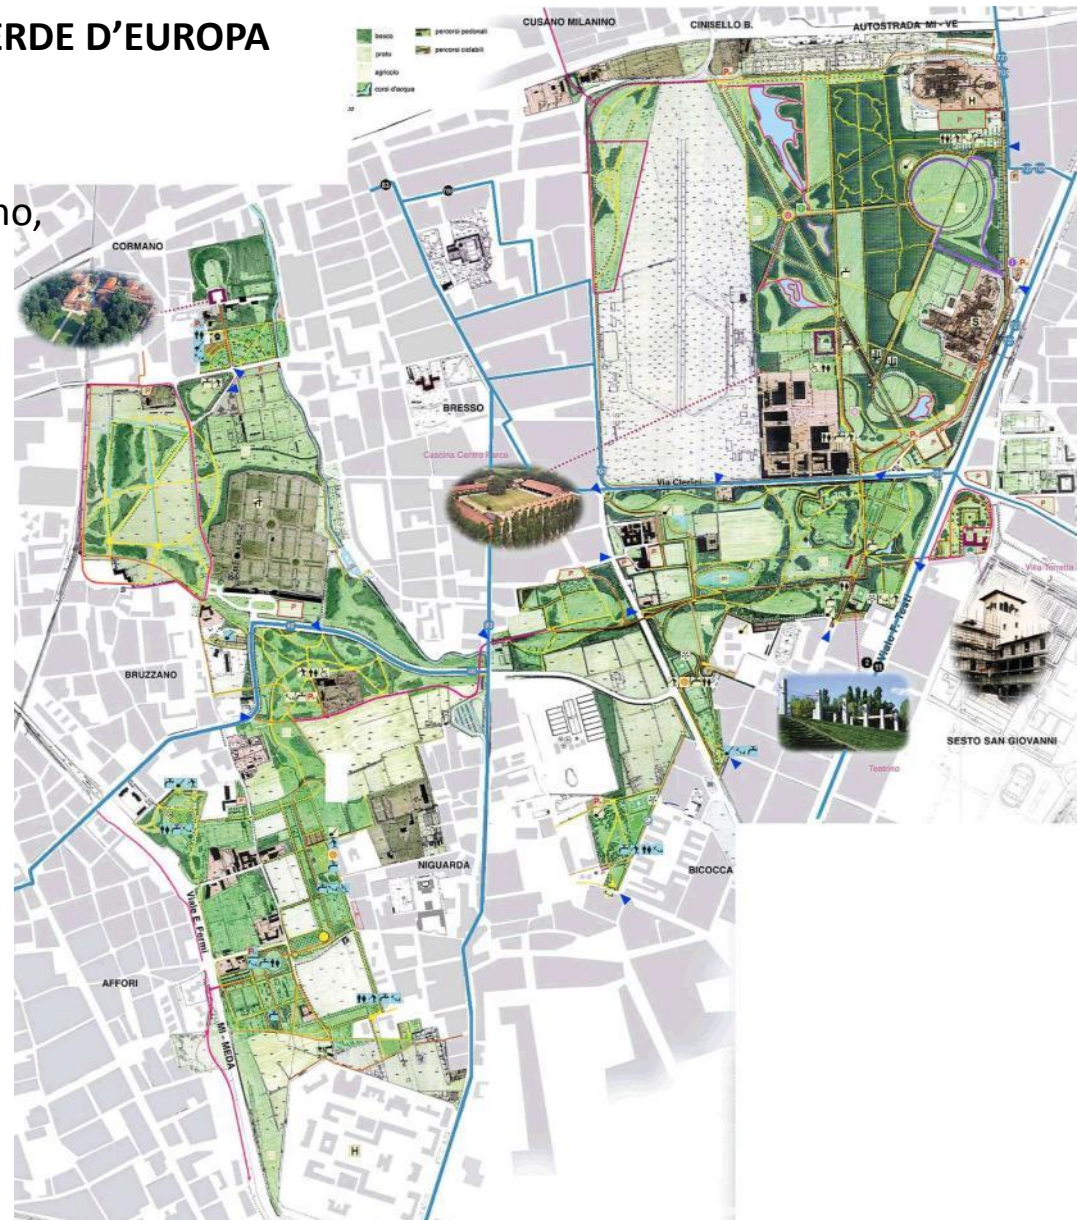 ERDE D’EUROPA
no,
CUSANO MILANINO
CINISELLO B.
AUTOSTRADA MI - VE
bosco
prato
agricolo
corsi d'acqua
percorsi pedonali
percorsi ciclabili
H
P
CORMANO
S
BRESSO
Cascina Centro Parco
Via Clerici
Villa Torretta
BRUZZANO
V.le F. Testi
SESTO SAN GIOVANNI
Teatrino
NIGUARDA
BICOCCA
Viale E. Fermi
AFFORI
MI - MEDA
H